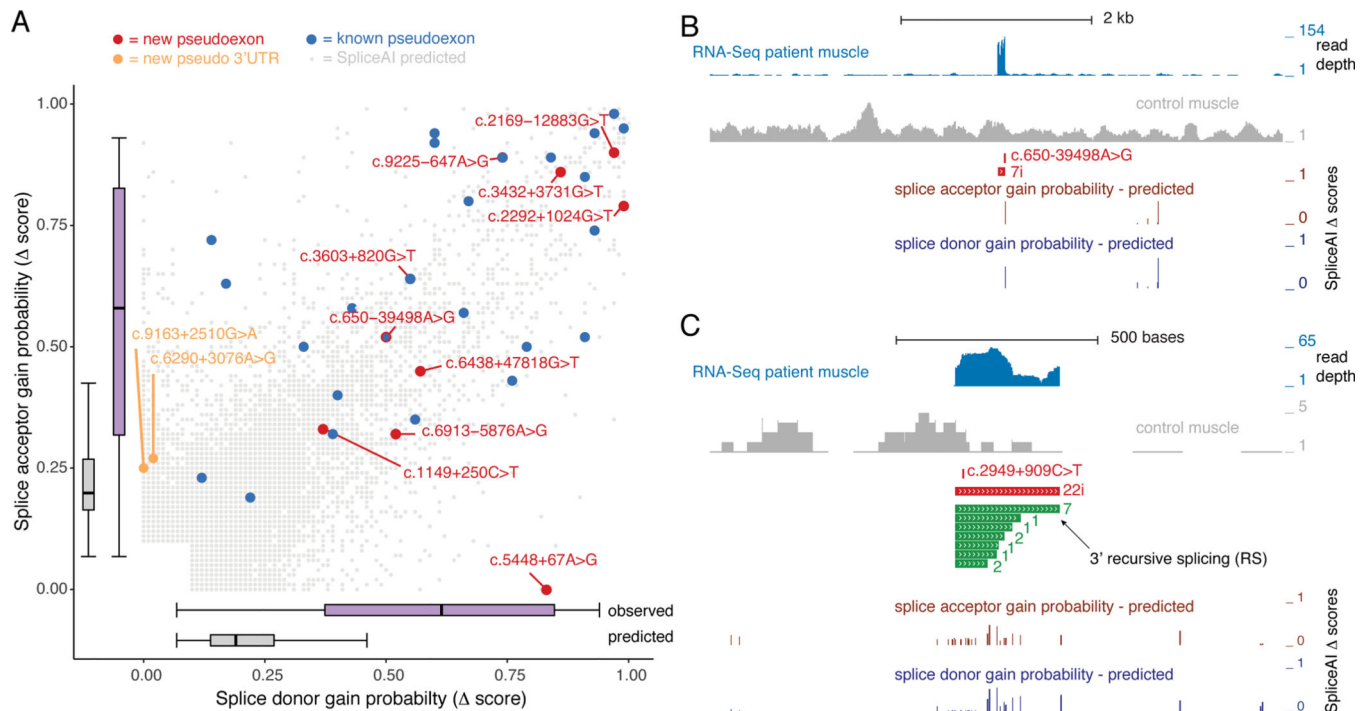 A
= new pseudoexon
= known pseudoexon
= new pseudo 3'UTR
= SpliceAI predicted
Splice acceptor gain probability (Δ score)
1.00
0.75
0.50
0.25
0.00
c.2169−12883G>T
c.9225−647A>G
c.3432+3731G>T
c.2292+1024G>T
c.3603+820G>T
c.650−39498A>G
c.9163+2510G>A
c.6290+3076A>G
c.6438+47818G>T
c.6913−5876A>G
c.1149+250C>T
c.5448+67A>G
observed
predicted
0.00
0.25
0.50
0.75
1.00
Splice donor gain probabilty (Δ score)
B
2 kb
RNA-Seq patient muscle
154
read
depth
1
control muscle
1
c.650-39498A>G
7i
splice acceptor gain probability - predicted
1
0
splice donor gain probability - predicted
1
0
SpliceAI Δ scores
C
500 bases
RNA-Seq patient muscle
65
read
depth
1
control muscle
5
1
c.2949+909C>T
22i
7
1
1
2
1
1
2
3' recursive splicing (RS)
splice acceptor gain probability - predicted
1
0
splice donor gain probability - predicted
1
0
SpliceAI Δ scores